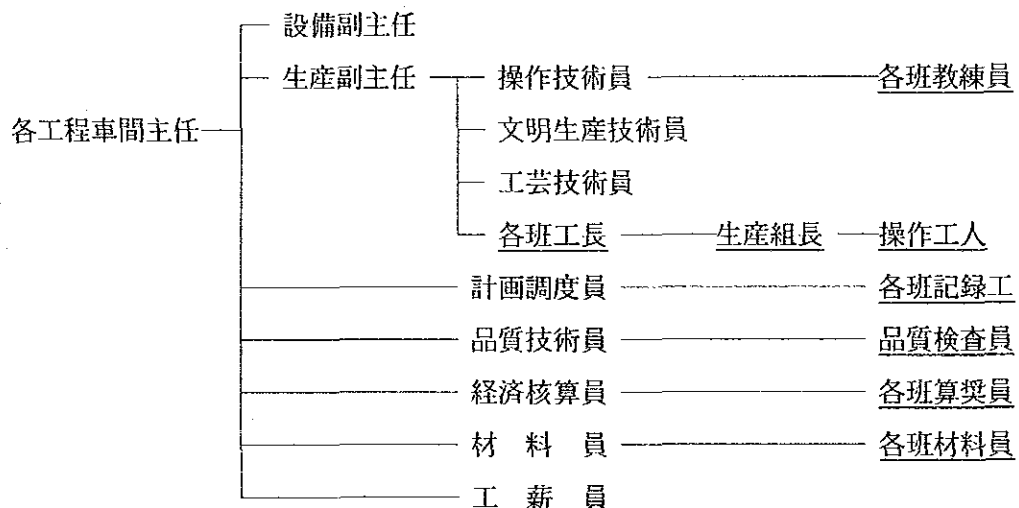 設備副主任
生産副主任 操作技術員 各班教練員
各工程車間主任 文明生産技術員
工芸技術員
各班工長 生産組長 操作工人
計画調度員 各班記録工
品質技術員 品質検査員
経済核算員 各班算奨員
材料員 各班材料員
工薪員